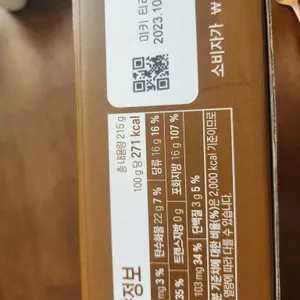 미키
2023.10
소비자가 ₩
총 내용량 215 g
정보 100 g 당 271 kcal
mg 3 % 탄수화물 22 g 7 % 당류 16 g 16 %
35 % 트랜스지방 0 g 포화지방 16 g 107 %
103 mg 34 % 단백질 3 g 5 %
분 기준치에 대한 비율(%)은 2,000 kcal 기준이므로
열량에 따라 다를 수 있습니다.